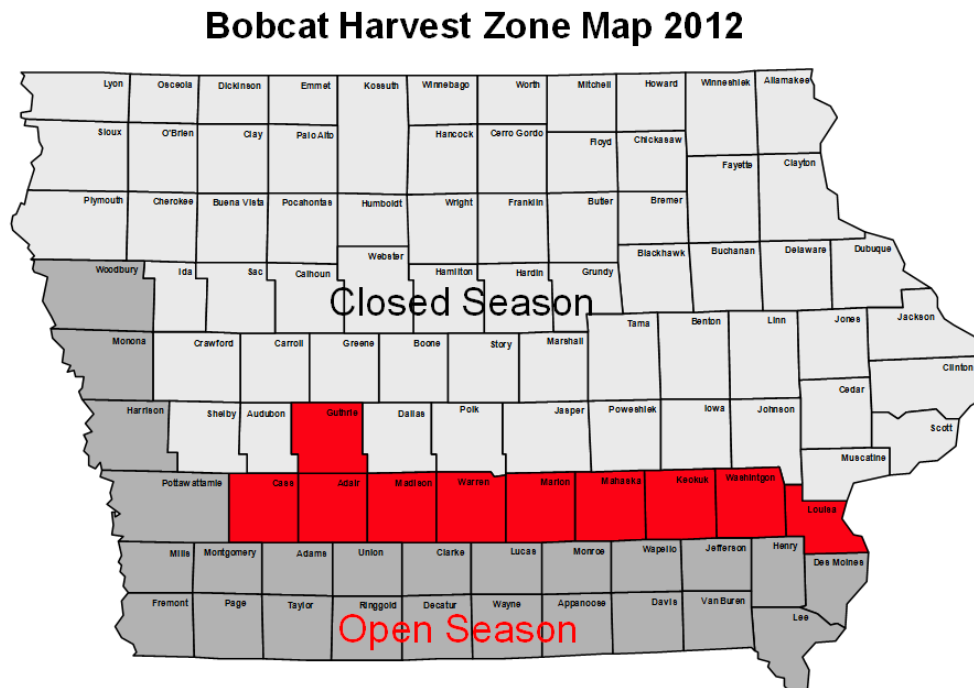 Bobcat Harvest Zone Map 2012
Lyon Osceola Dickinson Emmet Kossuth Winnebago Worth Mitchell Howard Winneshiek Allamakee
Sioux O'Brien Clay Palo Alto Hancock Cerro Gordo Floyd Chickasaw Fayette Clayton
Plymouth Cherokee Buena Vista Pocahontas Humboldt Wright Franklin Butler Bremer
Woodbury Ida Sac Calhoun Webster Hamilton Hardin Grundy Blackhawk Buchanan Delaware Dubuque
Closed Season
Monona Crawford Carroll Greene Boone Story Marshall Tama Benton Linn Jones Jackson
Clinton
Harrison Shelby Audubon Guthrie Dallas Polk Jasper Poweshiek Iowa Johnson Cedar Scott
Muscatine
Pottawattamie Cass Adair Madison Warren Marion Mahaska Keokuk Washintgon Louisa
Mills Montgomery Adams Union Clarke Lucas Monroe Wapello Jefferson Henry Des Moines
Fremont Page Taylor Ringgold Decatur Wayne Appanoose Davis Van Buren Lee
Open Season